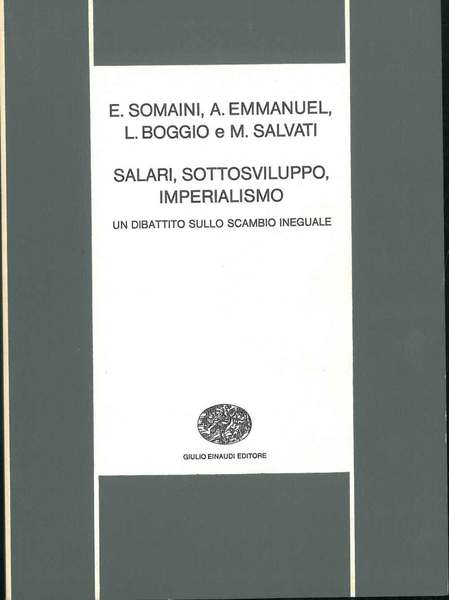 E. SOMAINI, A. EMMANUEL,
L. BOGGIO e M. SALVATI
SALARI, SOTTOSVILUPPO,
IMPERIALISMO
UN DIBATTITO SULLO SCAMBIO INEGUALE
GIULIO EINAUDI EDITORE